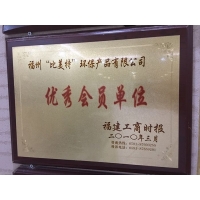 福州“比美特”环保产品有限公司
优秀会员单位
福建工商时报
二〇一〇年三月